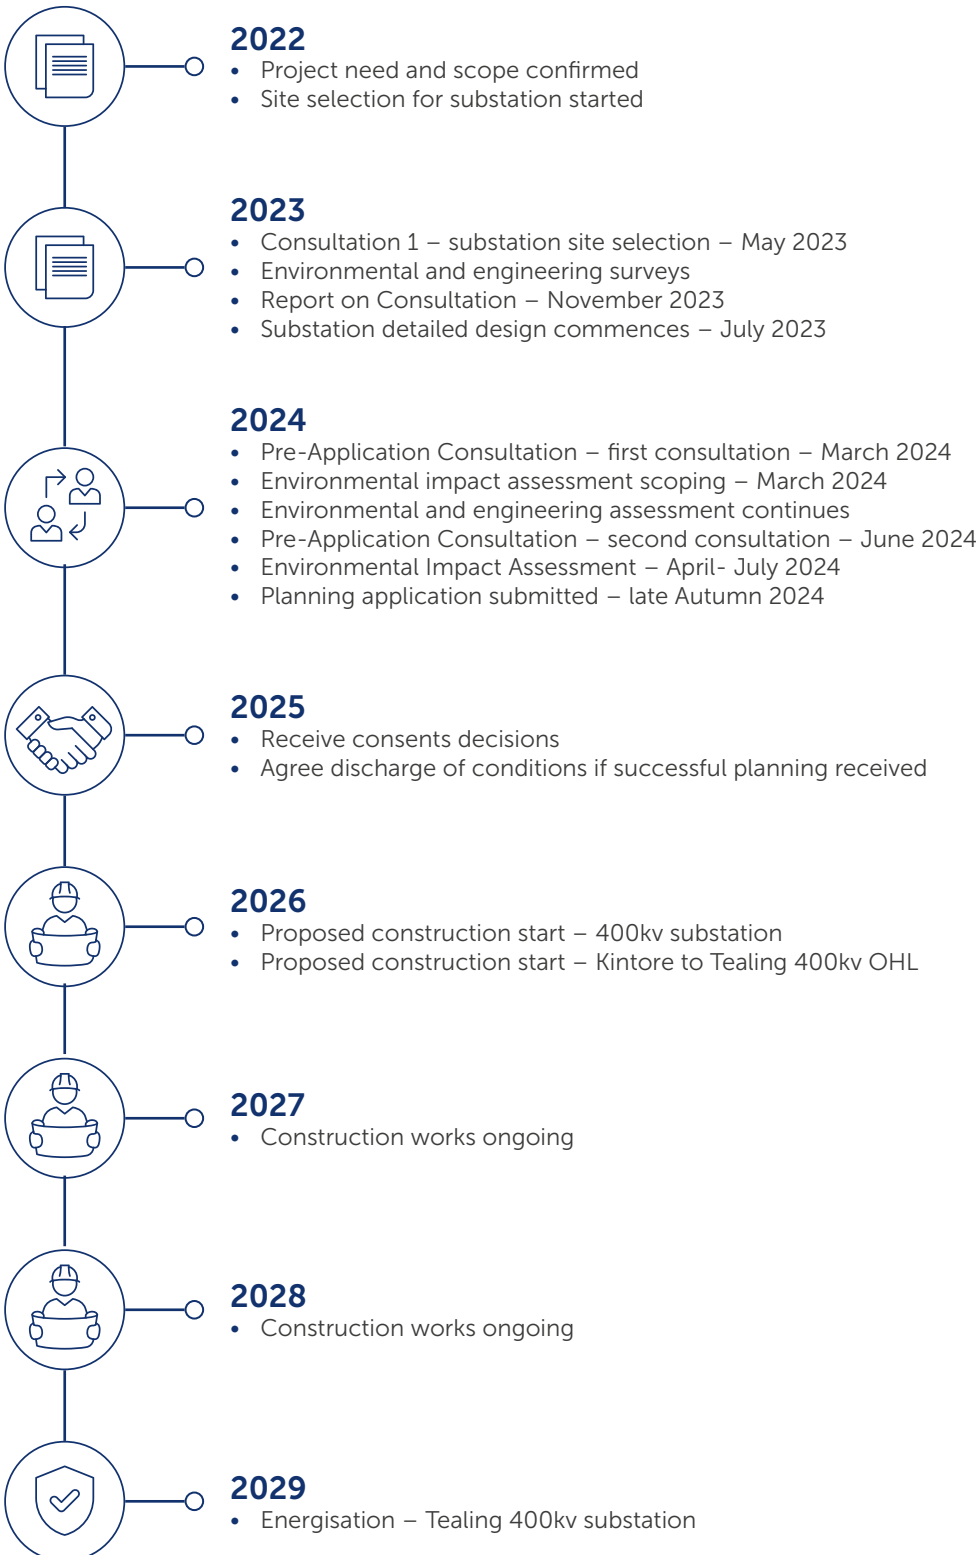 2022
• Project need and scope confirmed
• Site selection for substation started
2023
• Consultation 1 – substation site selection – May 2023
• Environmental and engineering surveys
• Report on Consultation – November 2023
• Substation detailed design commences – July 2023
2024
• Pre-Application Consultation – first consultation – March 2024
• Environmental impact assessment scoping – March 2024
• Environmental and engineering assessment continues
• Pre-Application Consultation – second consultation – June 2024
• Environmental Impact Assessment – April- July 2024
• Planning application submitted – late Autumn 2024
2025
• Receive consents decisions
• Agree discharge of conditions if successful planning received
2026
• Proposed construction start – 400kv substation
• Proposed construction start – Kintore to Tealing 400kv OHL
2027
• Construction works ongoing
2028
• Construction works ongoing
2029
• Energisation – Tealing 400kv substation